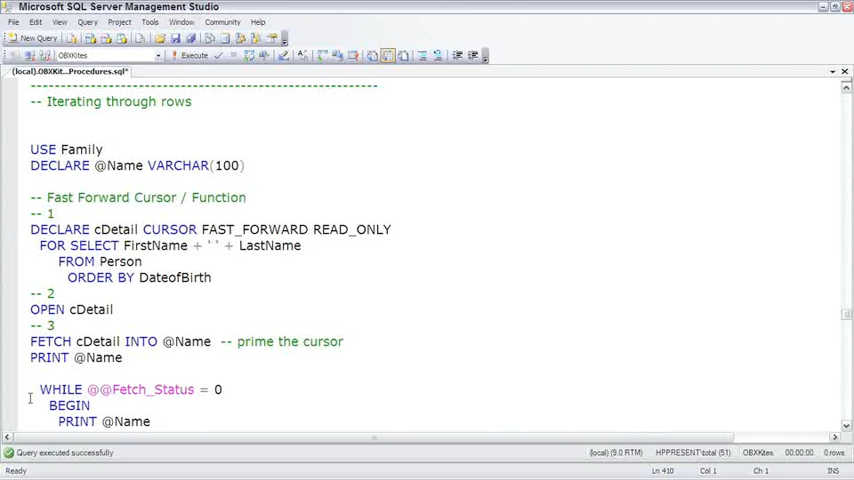 Microsoft SQL Server Management Studio
File Edit View Query Project Tools Window Community Help
New Query
OBXKites Execute
(local).OBXKit...Procedures.sql*
-----------------------------------------------------------
-- Iterating through rows
USE Family
DECLARE @Name VARCHAR(100)
-- Fast Forward Cursor / Function
-- 1
DECLARE cDetail CURSOR FAST_FORWARD READ_ONLY
FOR SELECT FirstName + ' ' + LastName
FROM Person
ORDER BY DateofBirth
-- 2
OPEN cDetail
-- 3
FETCH cDetail INTO @Name -- prime the cursor
PRINT @Name
WHILE @@Fetch_Status = 0
BEGIN
PRINT @Name
Query executed successfully (local) (9.0 RTM) HPPRESENT\total (51) OBXKites 00:00:00 0 rows
Ready Ln 410 Col 1 Ch 1 INS